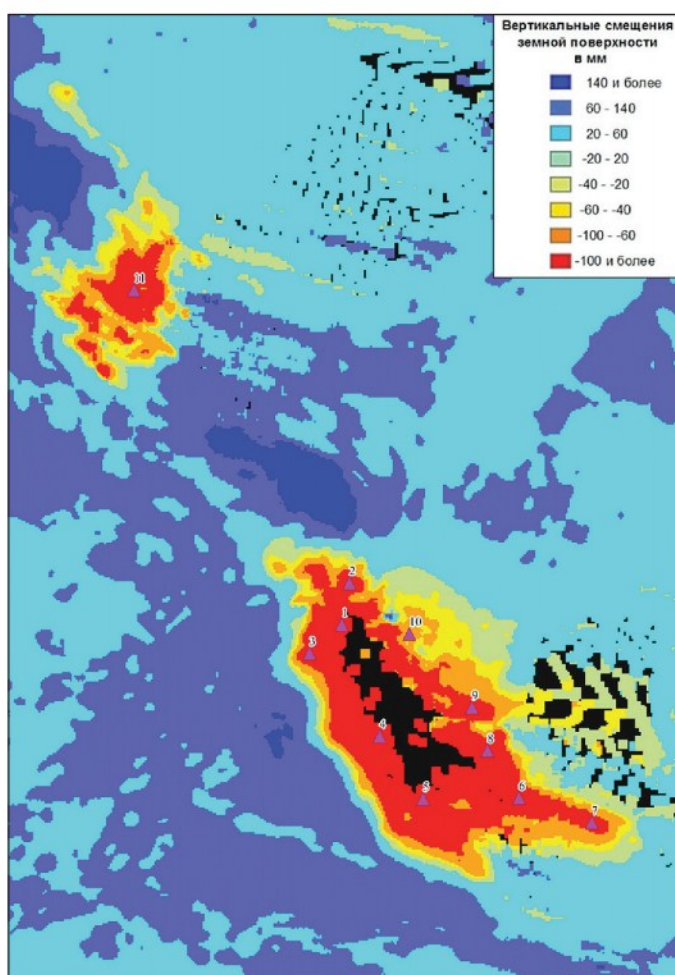 Вертикальные смещения
земной поверхности
в мм
140 и более
60 - 140
20 - 60
-20 - 20
-40 - -20
-60 - -40
-100 - -60
-100 и более
11
2
1
10
3
9
4
8
5
6
7